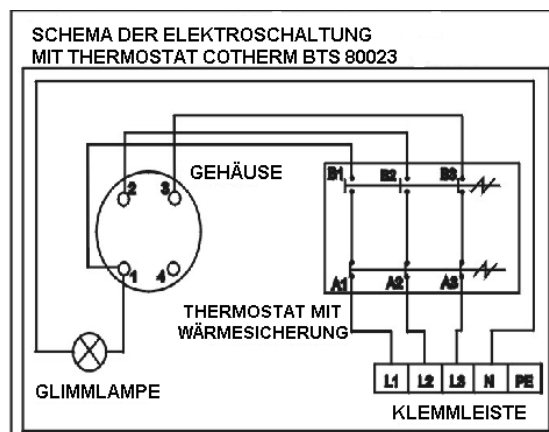 SCHEMA DER ELEKTROSCHALTUNG
MIT THERMOSTAT COTHERM BTS 80023
GEHÄUSE
2 3
1 4
B1 B2 B3
A1 A2 A3
THERMOSTAT MIT
WÄRMESICHERUNG
GLIMMLAMPE
L1 L2 L3 N PE
KLEMMLEISTE